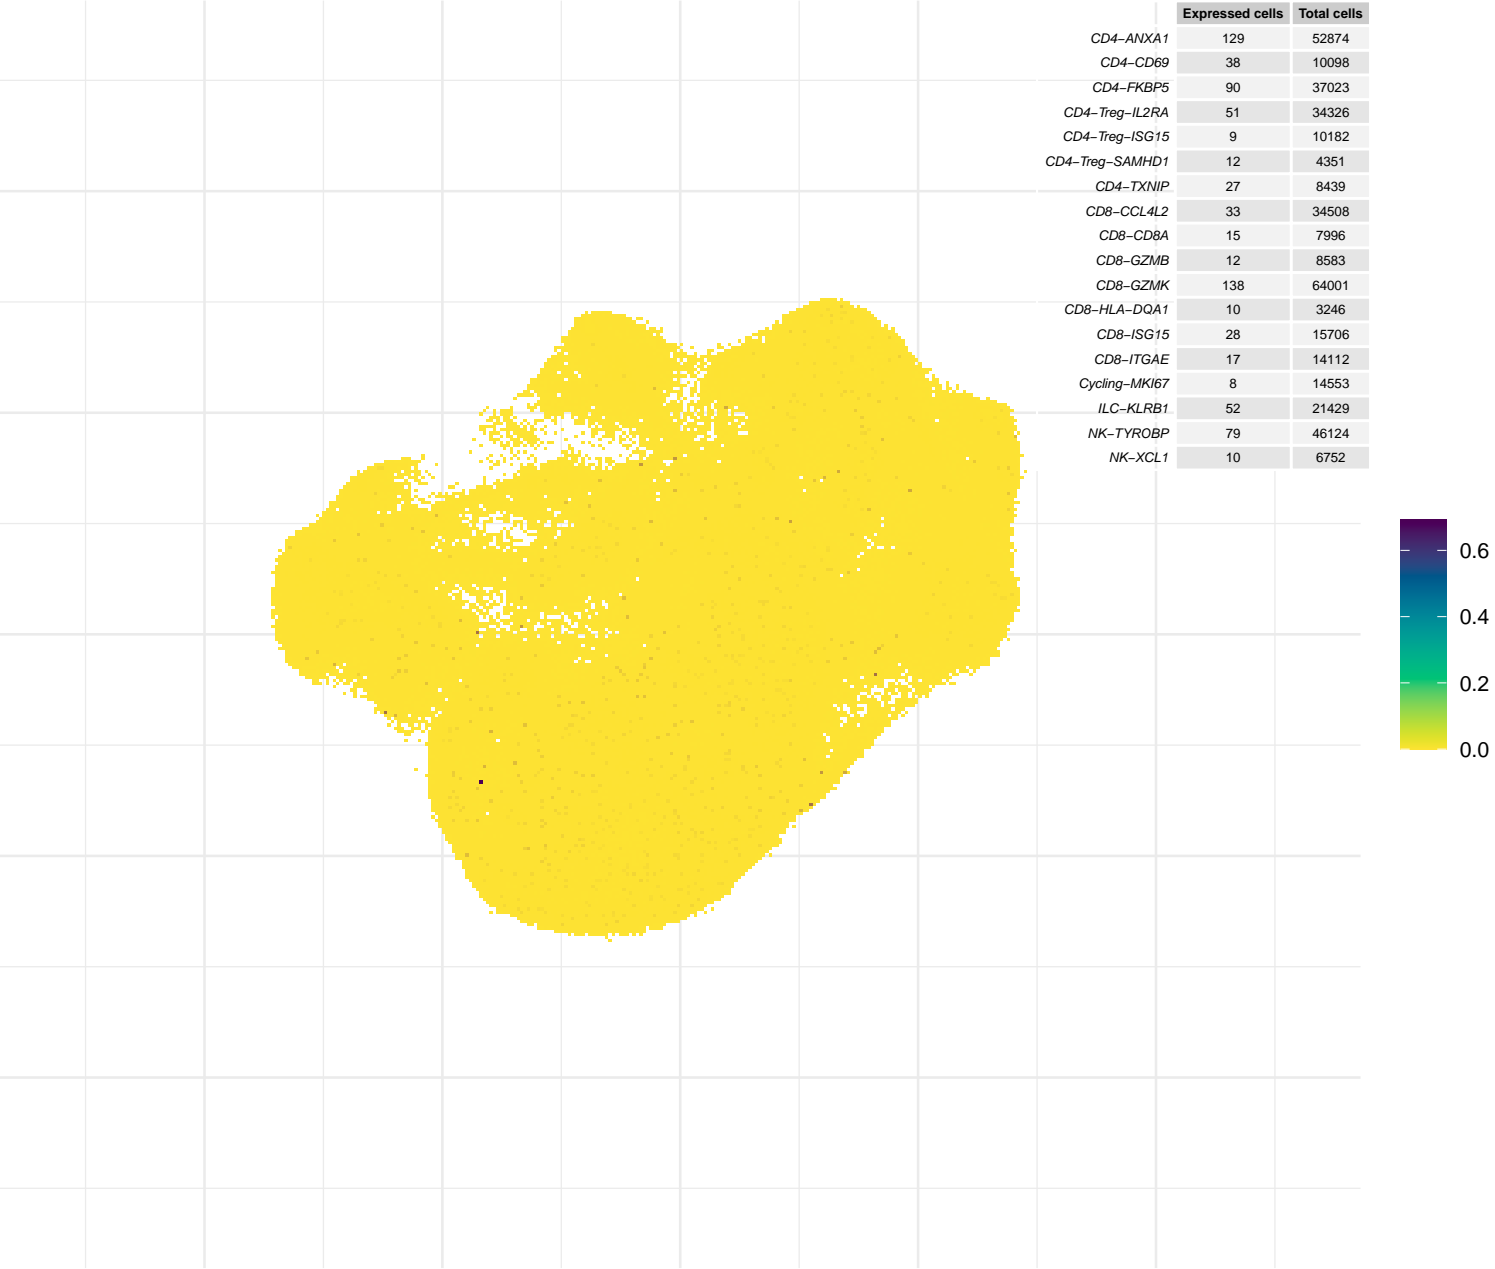 Expressed cells Total cells
CD4−ANXA1 129 52874
CD4−CD69 38 10098
CD4−FKBP5 90 37023
CD4−Treg−IL2RA 51 34326
CD4−Treg−ISG15 9 10182
CD4−Treg−SAMHD1 12 4351
CD4−TXNIP 27 8439
CD8−CCL4L2 33 34508
CD8−CD8A 15 7996
CD8−GZMB 12 8583
CD8−GZMK 138 64001
CD8−HLA−DQA1 10 3246
CD8−ISG15 28 15706
CD8−ITGAE 17 14112
Cycling−MKI67 8 14553
ILC−KLRB1 52 21429
NK−TYROBP 79 46124
NK−XCL1 10 6752
0.6
0.4
0.2
0.0